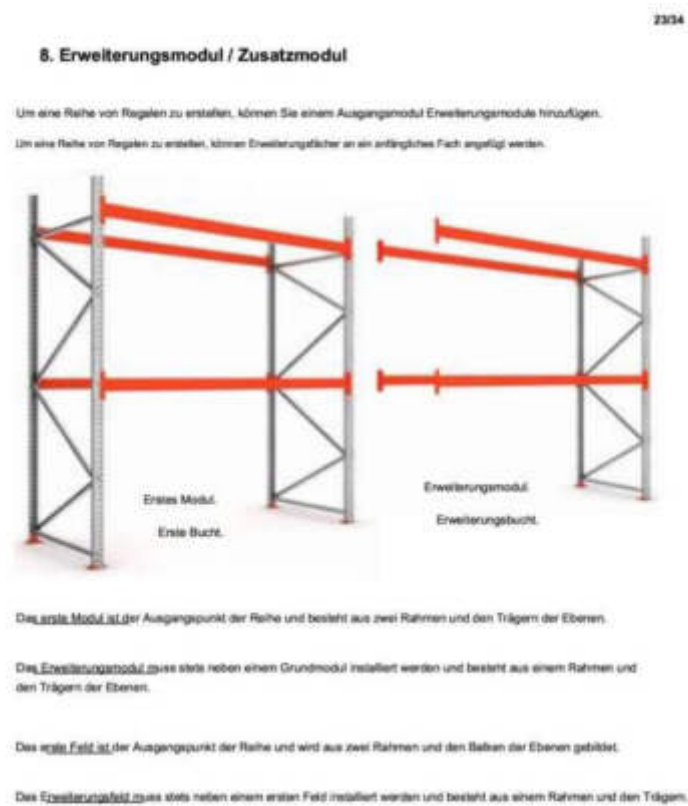 23/34
8. Erweiterungsmodul / Zusatzmodul
Um eine Reihe von Regalen zu erstellen, können Sie einem Ausgangsmodul Erweiterungsmodule hinzufügen.
Um eine Reihe von Regalen zu erstellen, können Erweiterungsfächer an ein anfängliches Fach angefügt werden.
Erstes Modul.
Erste Bucht.
Erweiterungsmodul.
Erweiterungsbucht.
Das erste Modul ist der Ausgangspunkt der Reihe und besteht aus zwei Rahmen und den Trägern der Ebenen.
Das Erweiterungsmodul muss stets neben einem Grundmodul installiert werden und besteht aus einem Rahmen und
den Trägern der Ebenen.
Das erste Feld ist der Ausgangspunkt der Reihe und wird aus zwei Rahmen und den Balken der Ebenen gebildet.
Das Erweiterungsfeld muss stets neben einem ersten Feld installiert werden und besteht aus einem Rahmen und den Trägern